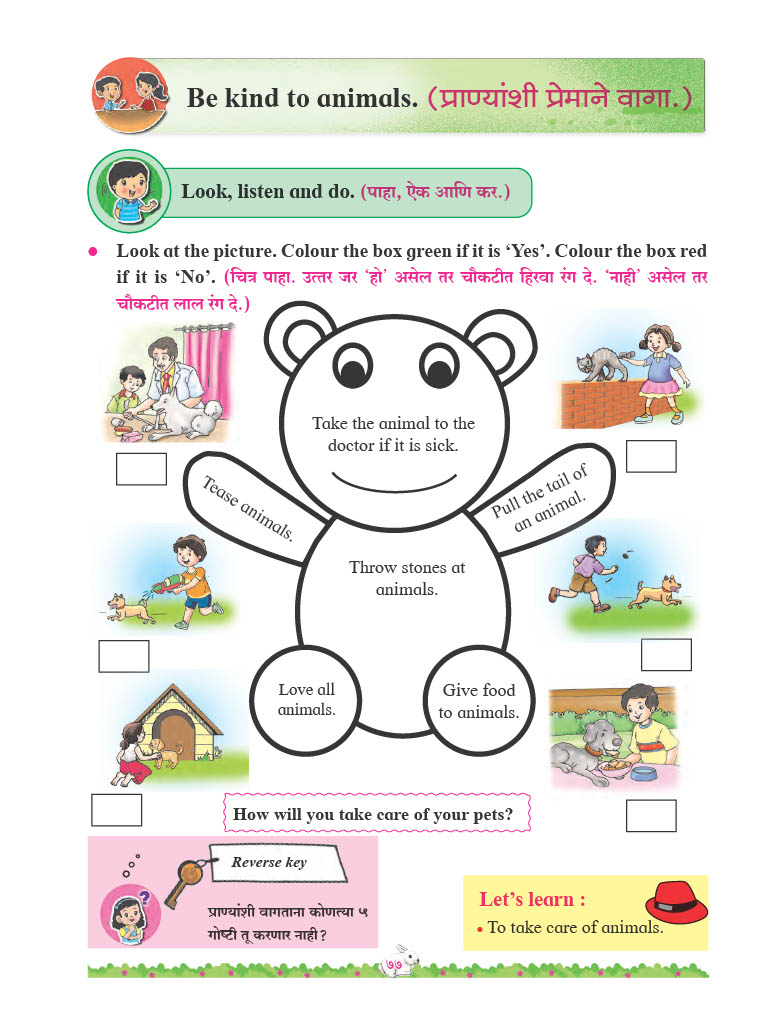 Be kind to animals. (प्राण्यांशी प्रेमाने वागा.)
Look, listen and do. (पाहा, ऐक आणि कर.)
• Look at the picture. Colour the box green if it is ‘Yes’. Colour the box red
if it is ‘No’. (चित्र पाहा. उत्तर जर ‘हो’ असेल तर चौकटीत हिरवा रंग दे. ‘नाही’ असेल तर
चौकटीत लाल रंग दे.)
Take the animal to the
doctor if it is sick.
Tease animals.
Pull the tail of
an animal.
Throw stones at
animals.
Love all
animals.
Give food
to animals.
How will you take care of your pets?
Reverse key
?
प्राण्यांशी वागताना कोणत्या ५
गोष्टी तू करणार नाही?
Let’s learn :
• To take care of animals.
७७